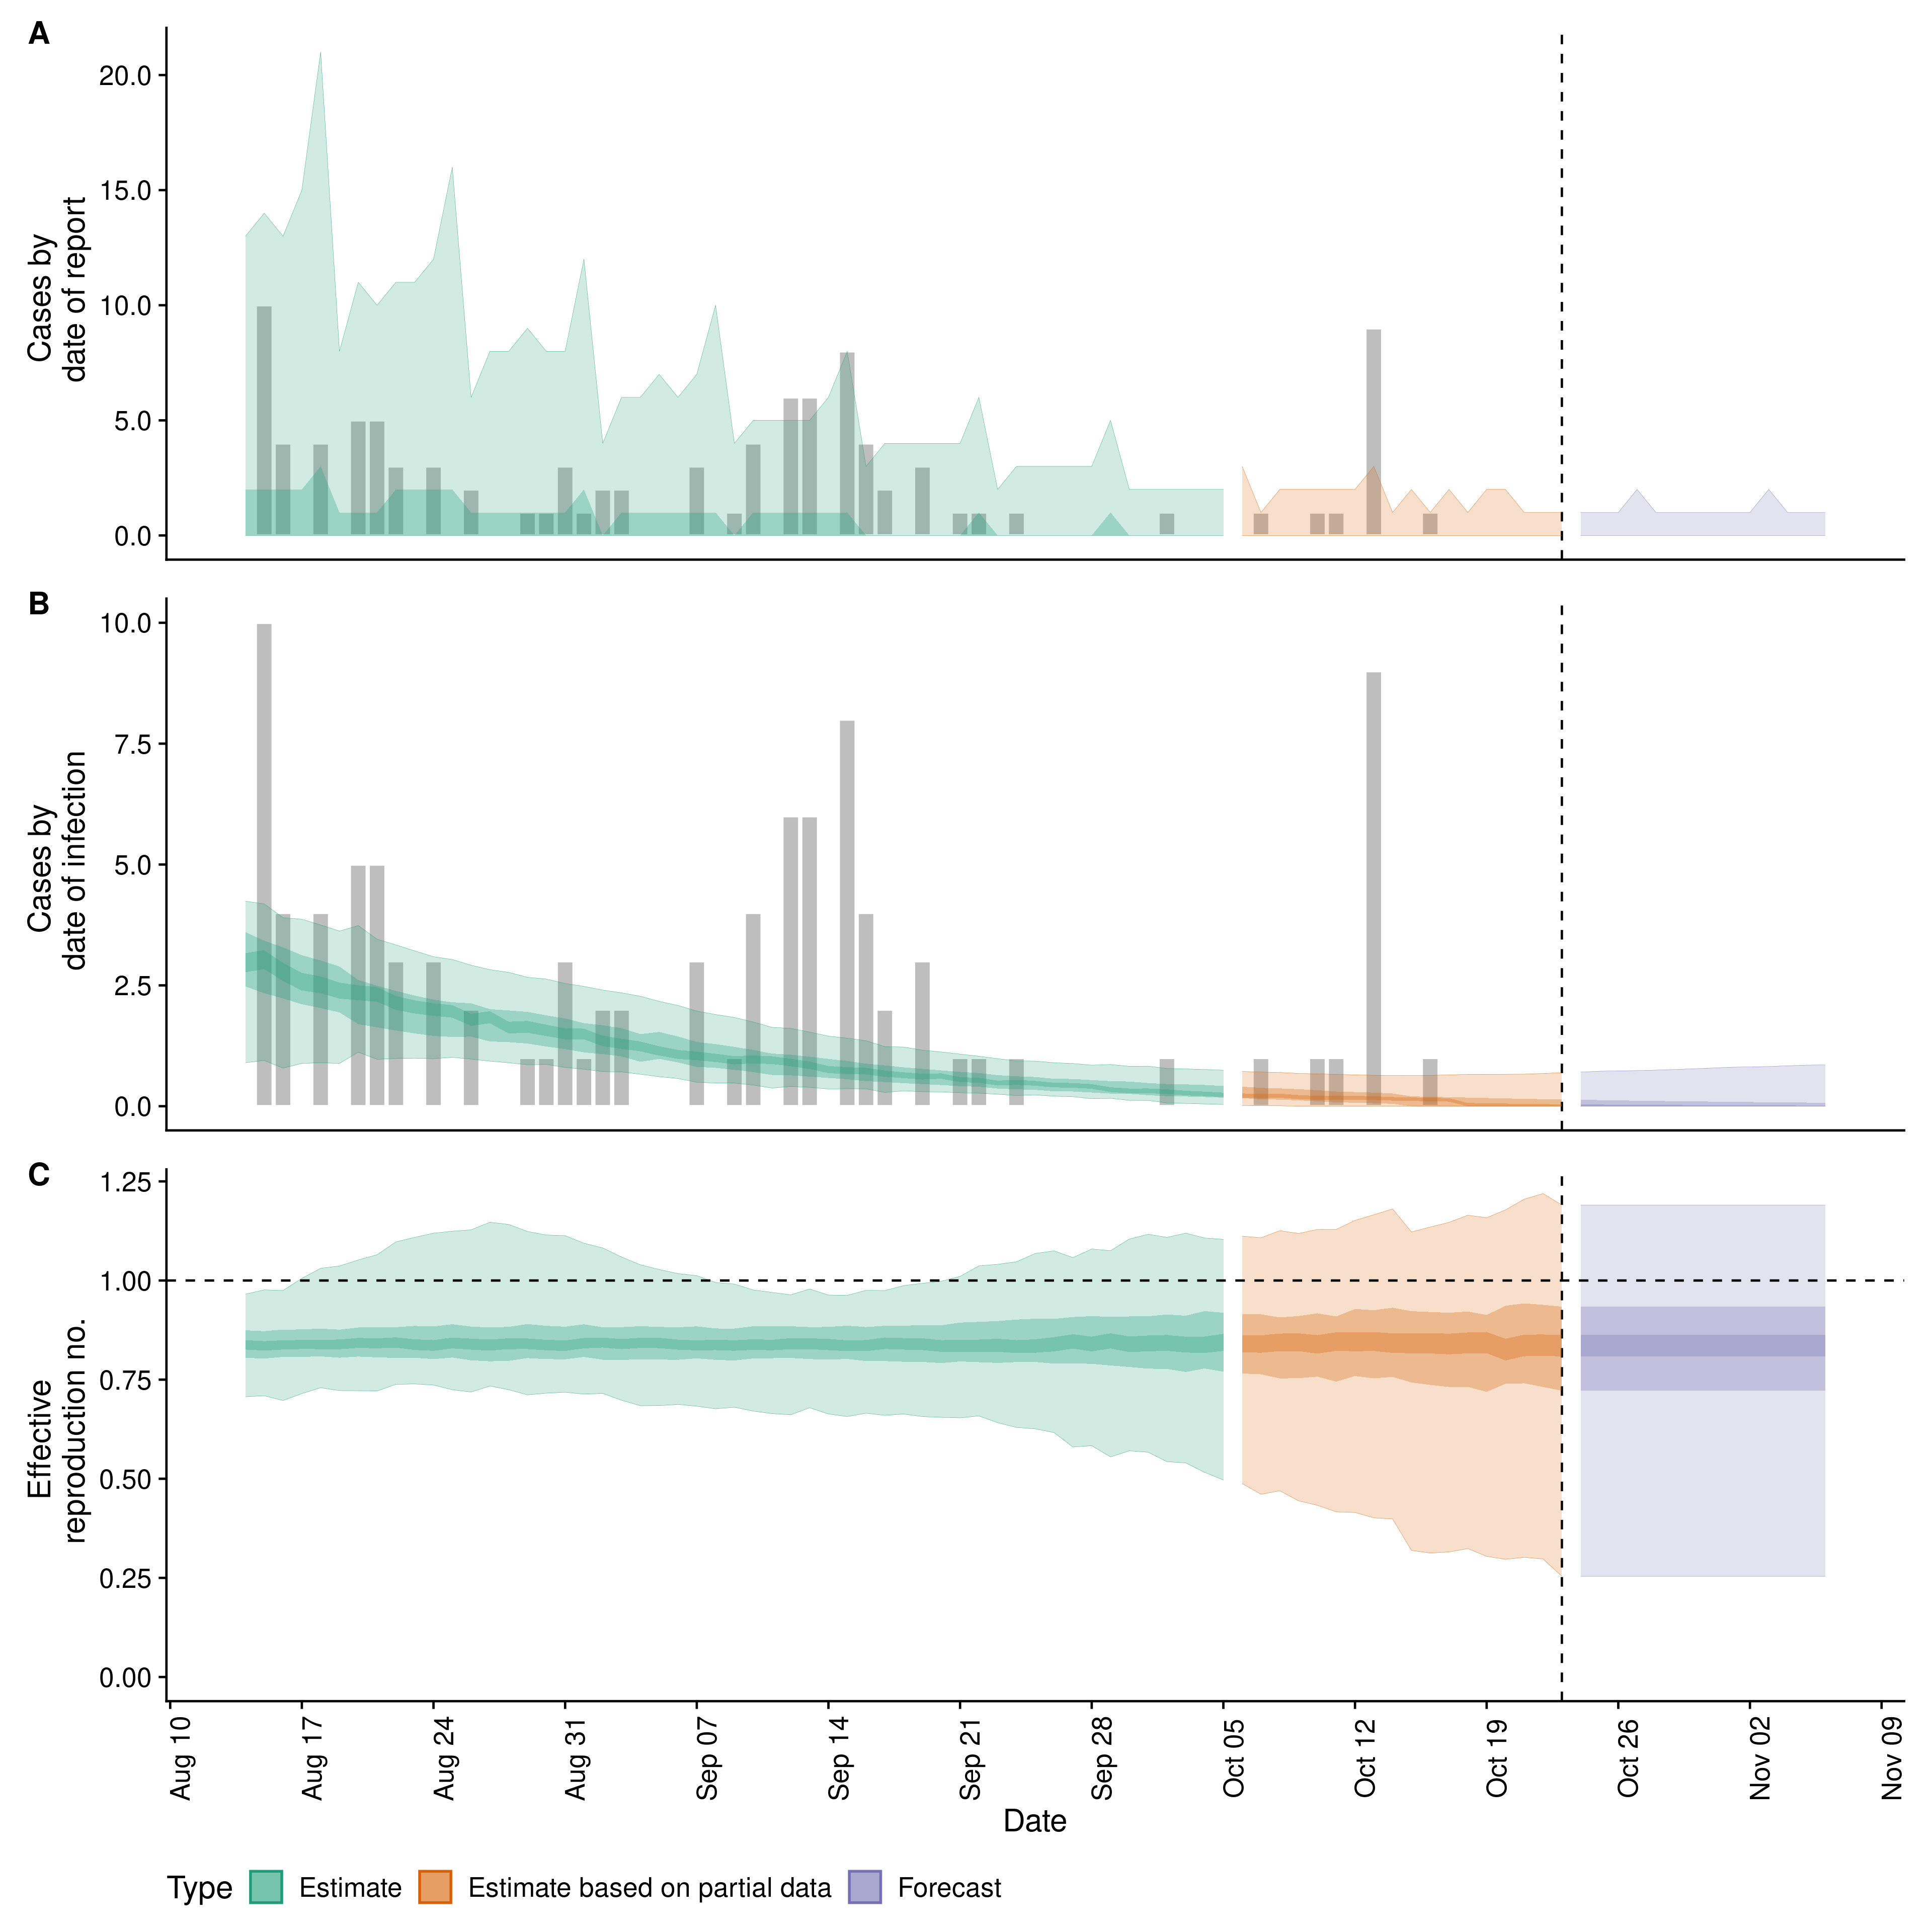 A
Cases by
date of report
20.0
15.0
10.0
5.0
0.0
B
Cases by
date of infection
10.0
7.5
5.0
2.5
0.0
C
Effective
reproduction no.
1.25
1.00
0.75
0.50
0.25
0.00
Aug 10
Aug 17
Aug 24
Aug 31
Sep 07
Sep 14
Sep 21
Sep 28
Oct 05
Oct 12
Oct 19
Oct 26
Nov 02
Nov 09
Date
Type Estimate Estimate based on partial data Forecast